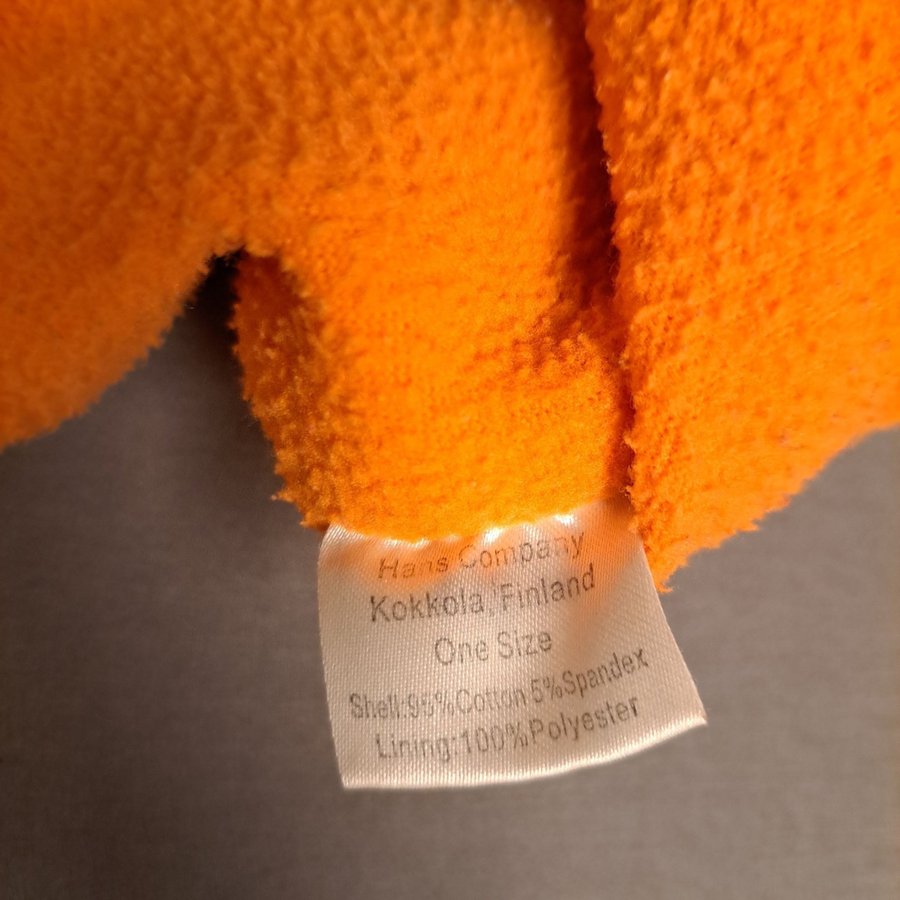 Hans Company
Kokkola, Finland
One Size
Shell:95%Cotton 5%Spandex
Lining:100%Polyester